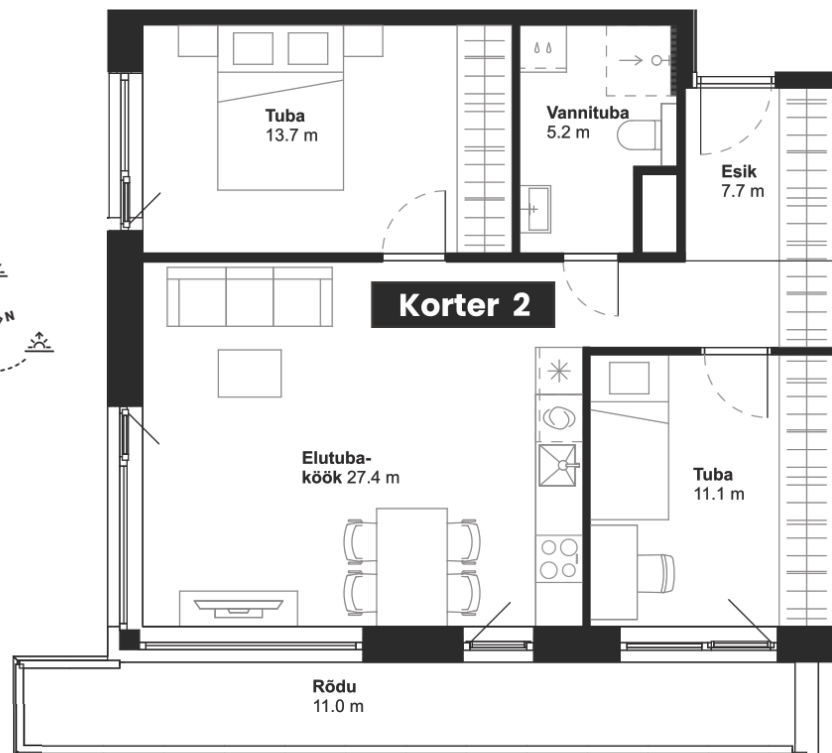 Tuba
13.7 m
Vannituba
5.2 m
Esik
7.7 m
N
Korter 2
Elutuba-
köök 27.4 m
Tuba
11.1 m
Rõdu
11.0 m